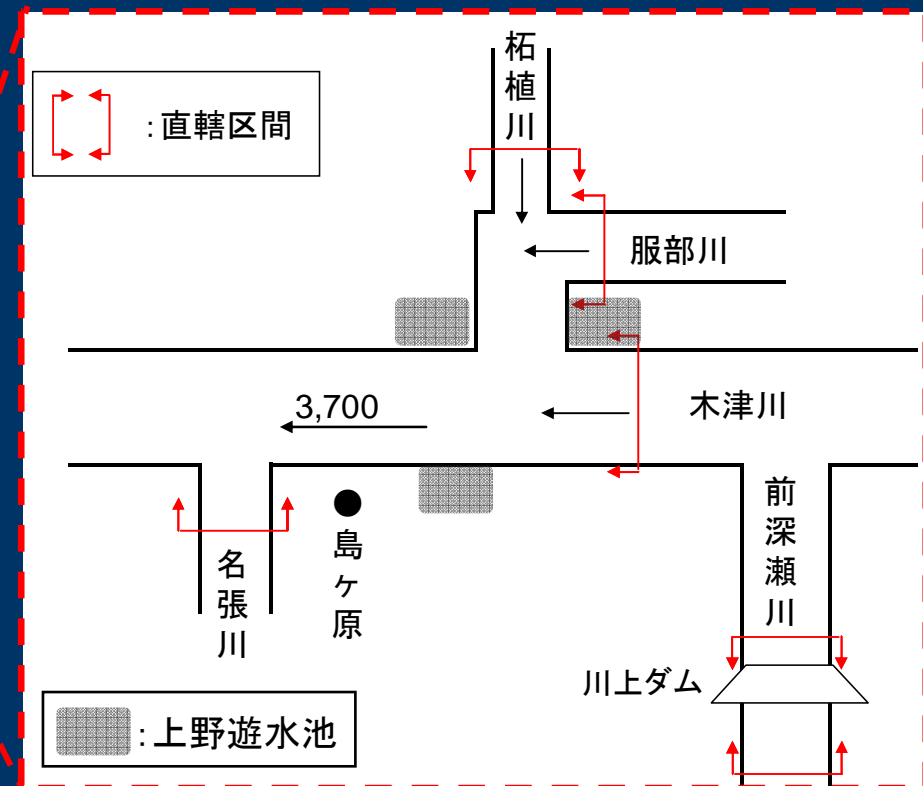 柘植川
:直轄区間
服部川
3,700
木津川
前深瀬川
島ヶ原
名張川
川上ダム
:上野遊水池